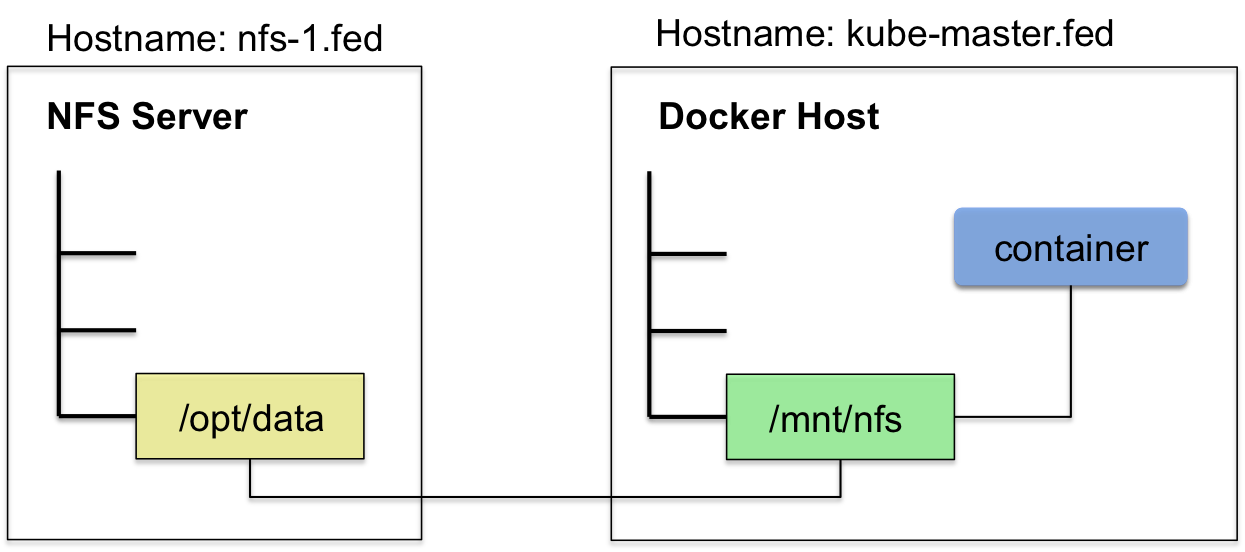 Hostname: nfs-1.fed
NFS Server
/opt/data
Hostname: kube-master.fed
Docker Host
container
/mnt/nfs